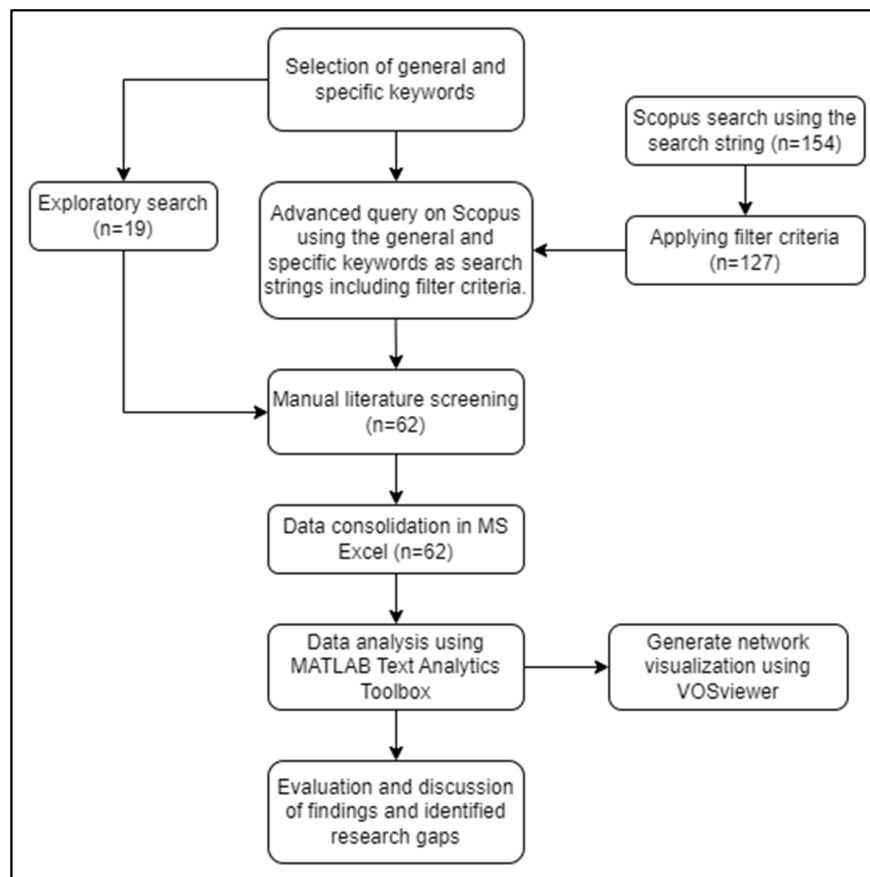 Selection of general and
specific keywords
Scopus search using the
search string (n=154)
Exploratory search
(n=19)
Advanced query on Scopus
using the general and
specific keywords as search
strings including filter criteria.
Applying filter criteria
(n=127)
Manual literature screening
(n=62)
Data consolidation in MS
Excel (n=62)
Data analysis using
MATLAB Text Analytics
Toolbox
Generate network
visualization using
VOSviewer
Evaluation and discussion
of findings and identified
research gaps